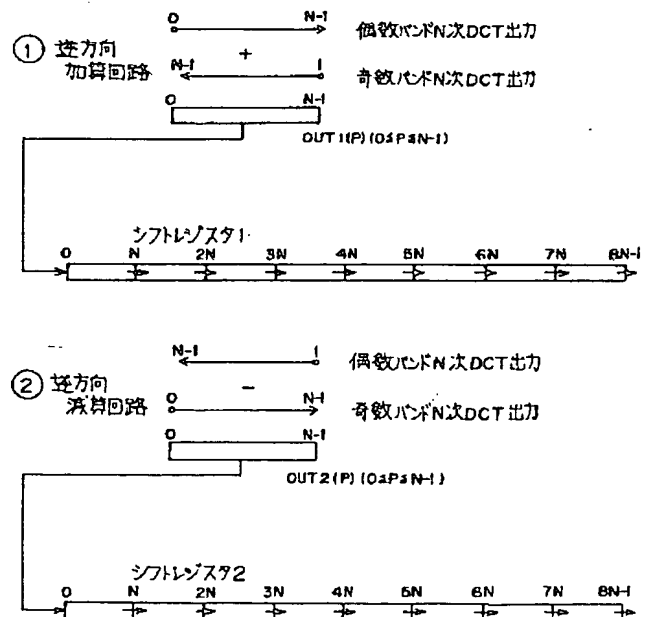 0 N-1
偶数バンドN次DCT出力
① 逆方向
加算回路
+
N-1 1
奇数バンドN次DCT出力
0 N-1
OUT1(P)(0≤P≤N-1)
シフトレジスタ1
0 N 2N 3N 4N 5N 6N 7N 8N-1
N-1 1
偶数バンドN次DCT出力
② 逆方向
減算回路
-
0 N-1
奇数バンドN次DCT出力
0 N-1
OUT2(P)(0≤P≤N-1)
シフトレジスタ2
0 N 2N 3N 4N 5N 6N 7N 8N-1